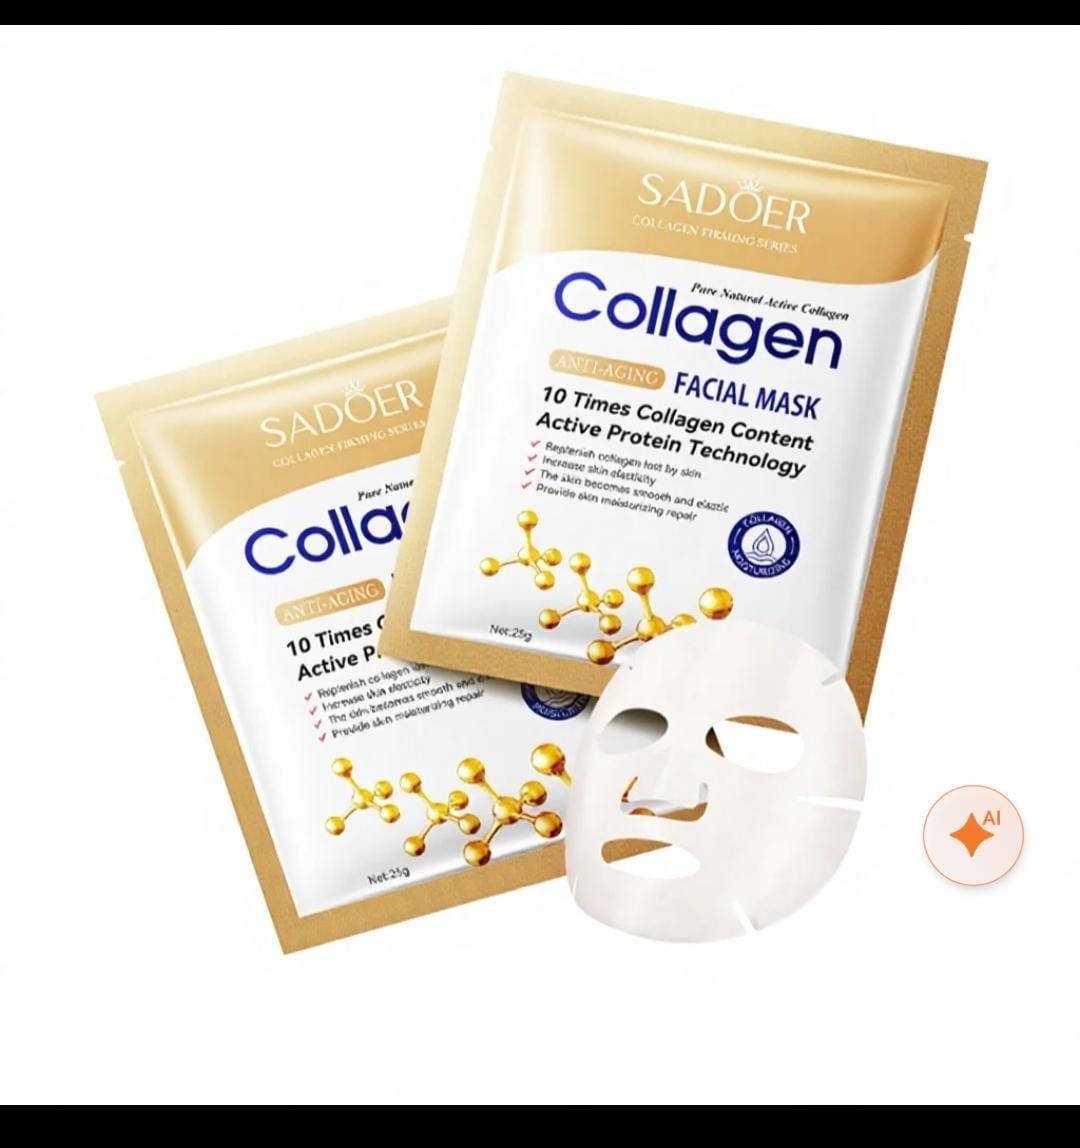 SADOER
COLLAGEN FIRMING SERIES
Pure Natural Active Collagen
Collagen
ANTI-AGING FACIAL MASK
10 Times Collagen Content
Active Protein Technology
Replenish collagen lost by skin
Increase skin elasticity
The skin becomes smooth and elastic
Provide skin moisturizing repair
COLLAGEN
MOISTURIZING
Net:25g
SADOER
COLLAGEN FIRMING SERIES
Pure
Colla
ANTI-AGING
10 Times
Active
Replenish collagen
Increase skin elasticity
The skin becomes smooth and
Provide skin moisturizing repair
Net:25g
AI